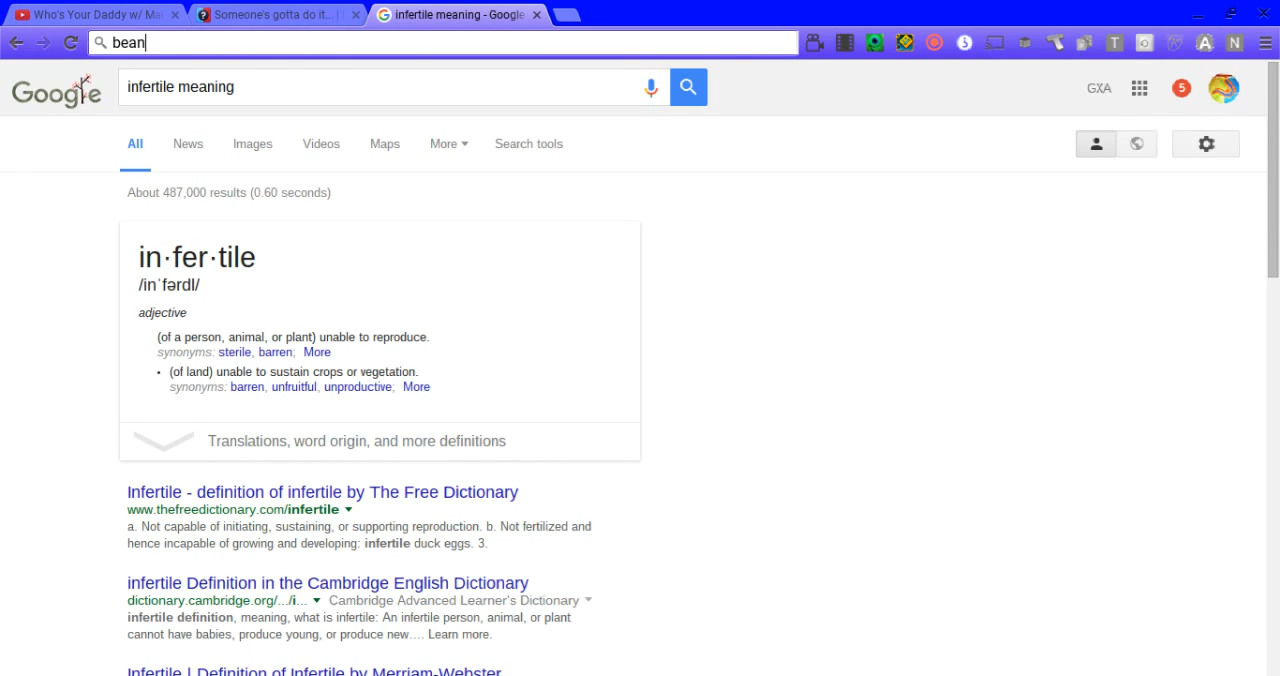 Who's Your Daddy w/ Ma
Someone's gotta do it... |
infertile meaning - Google
bean
Google
infertile meaning
GXA
5
All News Images Videos Maps More Search tools
About 487,000 results (0.60 seconds)
in·fer·tile
/inˈfərdl/
adjective
(of a person, animal, or plant) unable to reproduce.
synonyms: sterile, barren; More
• (of land) unable to sustain crops or vegetation.
synonyms: barren, unfruitful, unproductive; More
Translations, word origin, and more definitions
Infertile - definition of infertile by The Free Dictionary
www.thefreedictionary.com/infertile
a. Not capable of initiating, sustaining, or supporting reproduction. b. Not fertilized and
hence incapable of growing and developing: infertile duck eggs. 3.
infertile Definition in the Cambridge English Dictionary
dictionary.cambridge.org/.../i... Cambridge Advanced Learner's Dictionary
infertile definition, meaning, what is infertile: An infertile person, animal, or plant
cannot have babies, produce young, or produce new.... Learn more.
Infertile | Definition of Infertile by Merriam-Webster